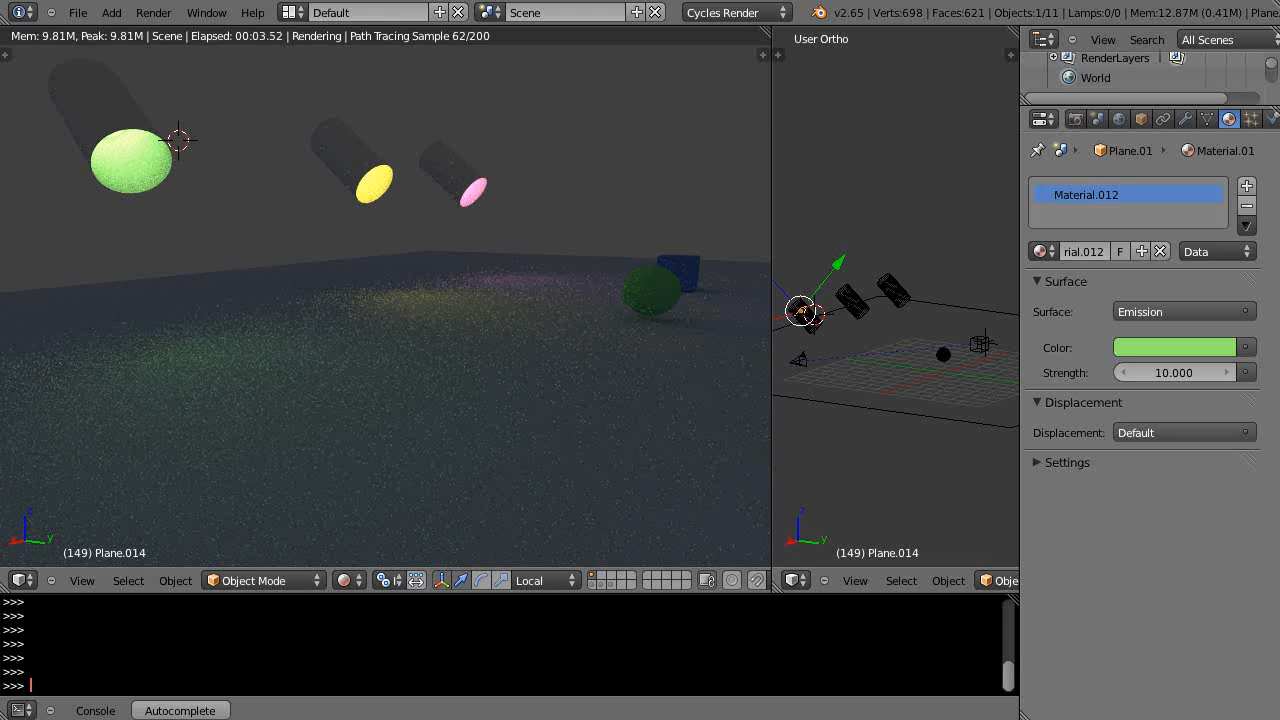 File Add Render Window Help Default Scene Cycles Render v2.65 | Verts:698 | Faces:621 | Objects:1/11 | Lamps:0/0 | Mem:12.87M (0.41M) | Plane.
Mem: 9.81M, Peak: 9.81M | Scene | Elapsed: 00:03.52 | Rendering | Path Tracing Sample 62/200
User Ortho
View Search All Scenes
RenderLayers
World
Plane.01 Material.01
Material.012
rial.012 F Data
Surface
Surface: Emission
Color:
Strength: 10.000
Displacement
Displacement: Default
Settings
z
y
(149) Plane.014
z
y
(149) Plane.014
View Select Object Object Mode Local
View Select Object Obje
>>>
>>>
>>>
>>>
>>>
>>>
>>>
Console Autocomplete